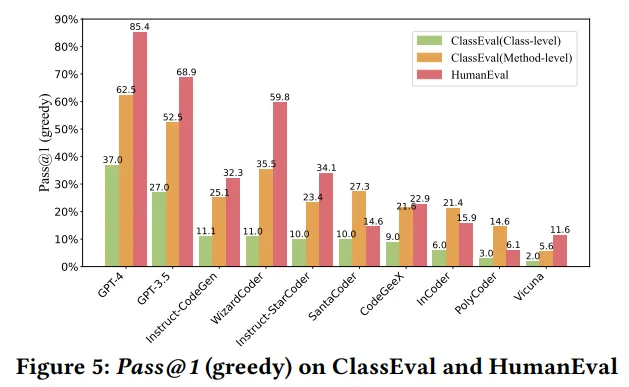 90%
80%
70%
60%
50%
40%
30%
20%
10%
0%
Pass@1 (greedy)
ClassEval(Class-level)
ClassEval(Method-level)
HumanEval
37.0 62.5 85.4
27.0 52.5 68.9
11.1 25.1 32.3
11.0 35.5 59.8
10.0 23.4 34.1
10.0 27.3 14.6
9.0 21.6 22.9
6.0 21.4 15.9
3.0 14.6 6.1
2.0 5.6 11.6
GPT-4
GPT-3.5
Instruct-CodeGen
WizardCoder
Instruct-StarCoder
SantaCoder
CodeGeeX
InCoder
PolyCoder
Vicuna
Figure 5: Pass@1 (greedy) on ClassEval and HumanEval